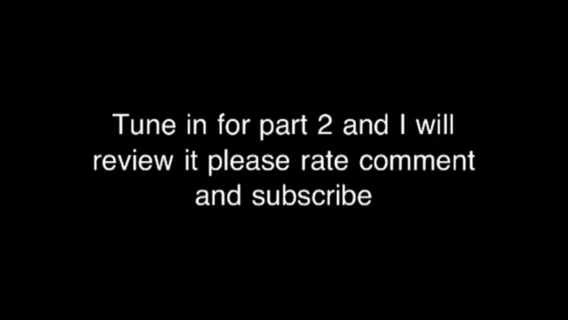 Tune in for part 2 and I will
review it please rate comment
and subscribe